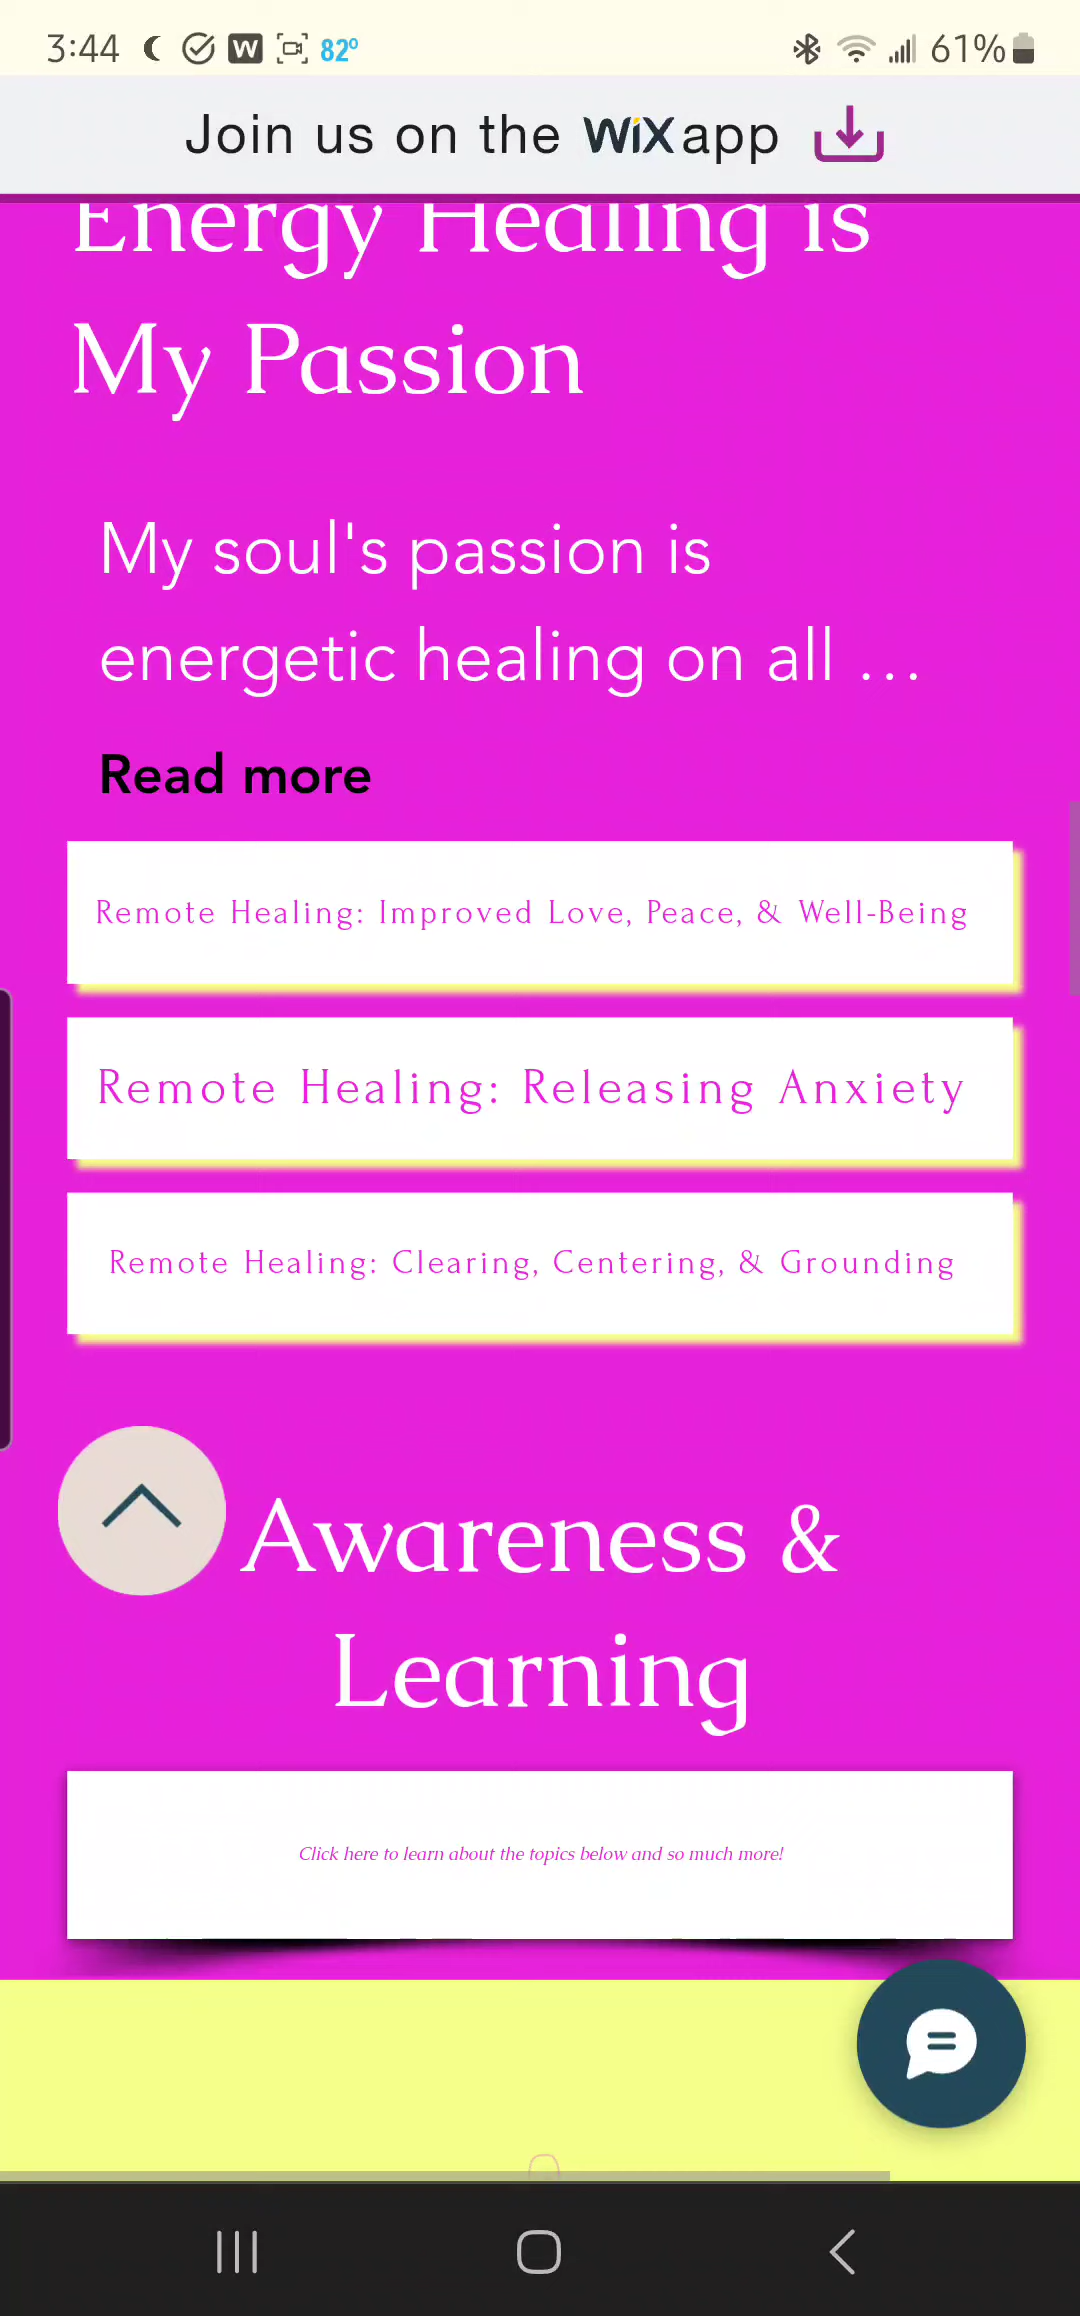 3:44 W 82° 61%
Join us on the WiX app
Energy Healing is
My Passion
My soul's passion is
energetic healing on all ...
Read more
Remote Healing: Improved Love, Peace, & Well-Being
Remote Healing: Releasing Anxiety
Remote Healing: Clearing, Centering, & Grounding
Awareness &
Learning
Click here to learn about the topics below and so much more!